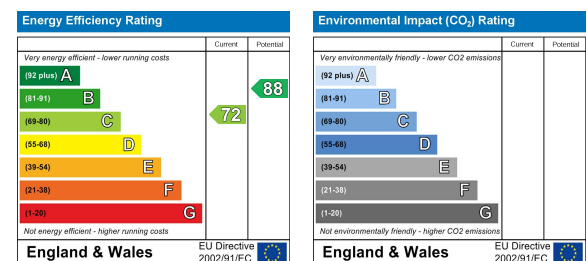 Energy Efficiency Rating
Current Potential
Very energy efficient - lower running costs
(92 plus) A
(81-91) B
88
(69-80) C
72
(55-68) D
(39-54) E
(21-38) F
(1-20) G
Not energy efficient - higher running costs
England & Wales
EU Directive
2002/91/EC
Environmental Impact (CO₂) Rating
Current Potential
Very environmentally friendly - lower CO2 emissions
(92 plus) A
(81-91) B
(69-80) C
(55-68) D
(39-54) E
(21-38) F
(1-20) G
Not environmentally friendly - higher CO2 emissions
England & Wales
EU Directive
2002/91/EC